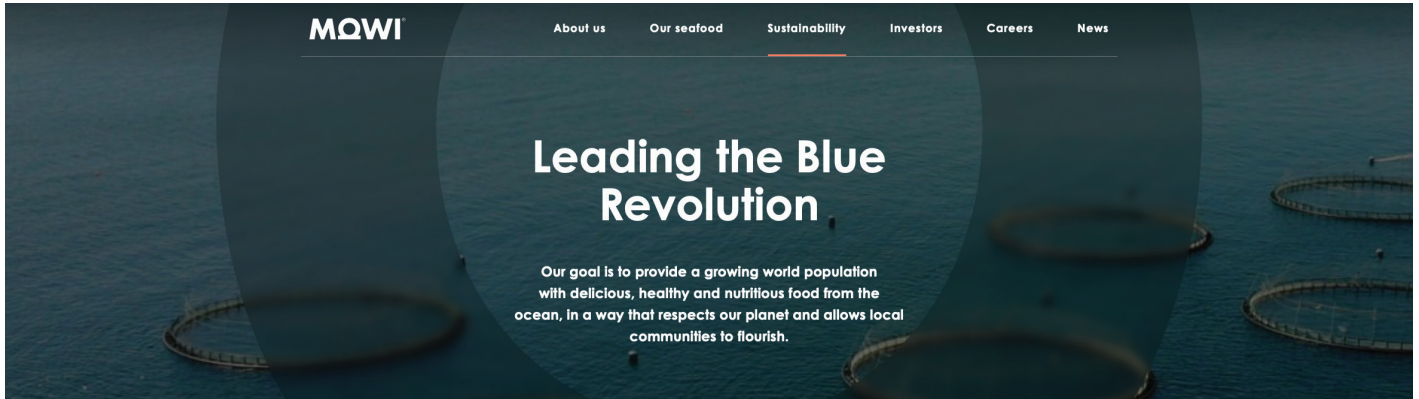 MOWI®
About us Our seafood Sustainability Investors Careers News
Leading the Blue
Revolution
Our goal is to provide a growing world population
with delicious, healthy and nutritious food from the
ocean, in a way that respects our planet and allows local
communities to flourish.